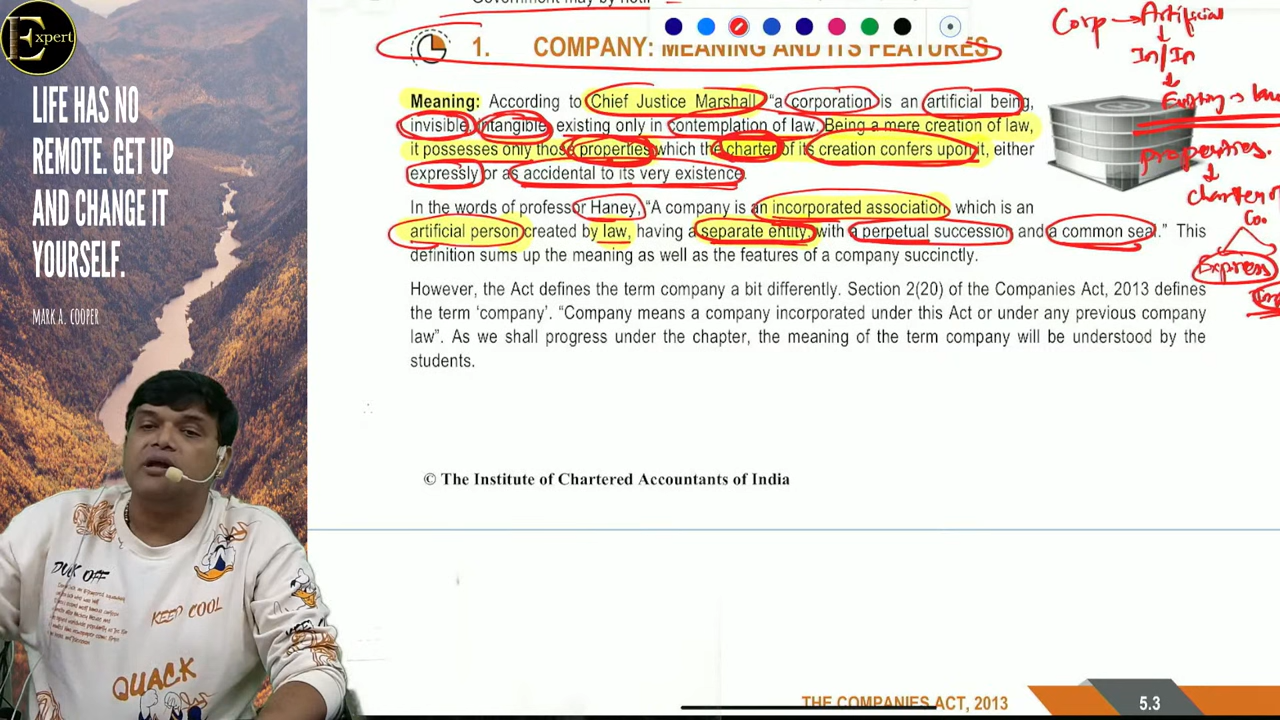 Expert
LIFE HAS NO
REMOTE. GET UP
AND CHANGE IT
YOURSELF.
MARK A. COOPER
1. COMPANY: MEANING AND ITS FEATURES
Meaning: According to Chief Justice Marshall, “a corporation is an artificial being,
invisible, intangible, existing only in contemplation of law. Being a mere creation of law,
it possesses only those properties which the charter of its creation confers upon it, either
expressly or as accidental to its very existence.
In the words of professor Haney, “A company is an incorporated association, which is an
artificial person created by law, having a separate entity, with a perpetual succession and a common seal.” This
definition sums up the meaning as well as the features of a company succinctly.
However, the Act defines the term company a bit differently. Section 2(20) of the Companies Act, 2013 defines
the term ‘company’. “Company means a company incorporated under this Act or under any previous company
law”. As we shall progress under the chapter, the meaning of the term company will be understood by the
students.
© The Institute of Chartered Accountants of India
THE COMPANIES ACT, 2013 5.3
Corp → Artificial
In/In
Existing →
properties.
charter of
Co.
Express
DUCK OFF
KEEP COOL
QUACK